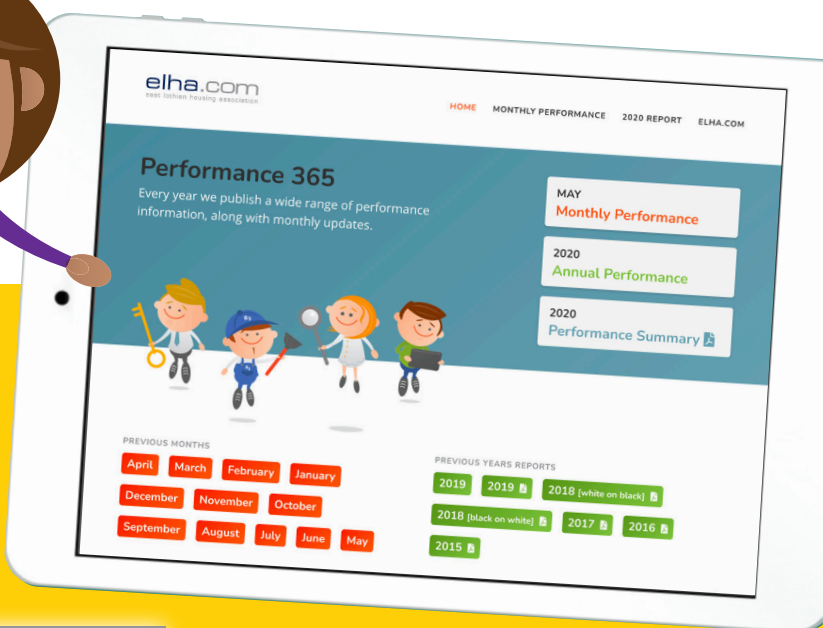 elha.com
east lothian housing association
HOME MONTHLY PERFORMANCE 2020 REPORT ELHA.COM
Performance 365
Every year we publish a wide range of performance
information, along with monthly updates.
MAY
Monthly Performance
2020
Annual Performance
2020
Performance Summary
PREVIOUS MONTHS
April March February January
December November October
September August July June May
PREVIOUS YEARS REPORTS
2019 2019 2018 [white on black]
2018 [black on white] 2017 2016
2015